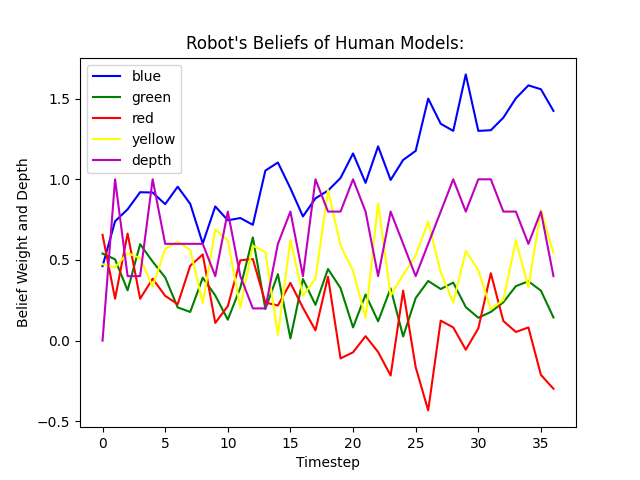 Robot's Beliefs of Human Models:
blue
green
red
yellow
depth
Belief Weight and Depth
1.5
1.0
0.5
0.0
−0.5
0 5 10 15 20 25 30 35
Timestep